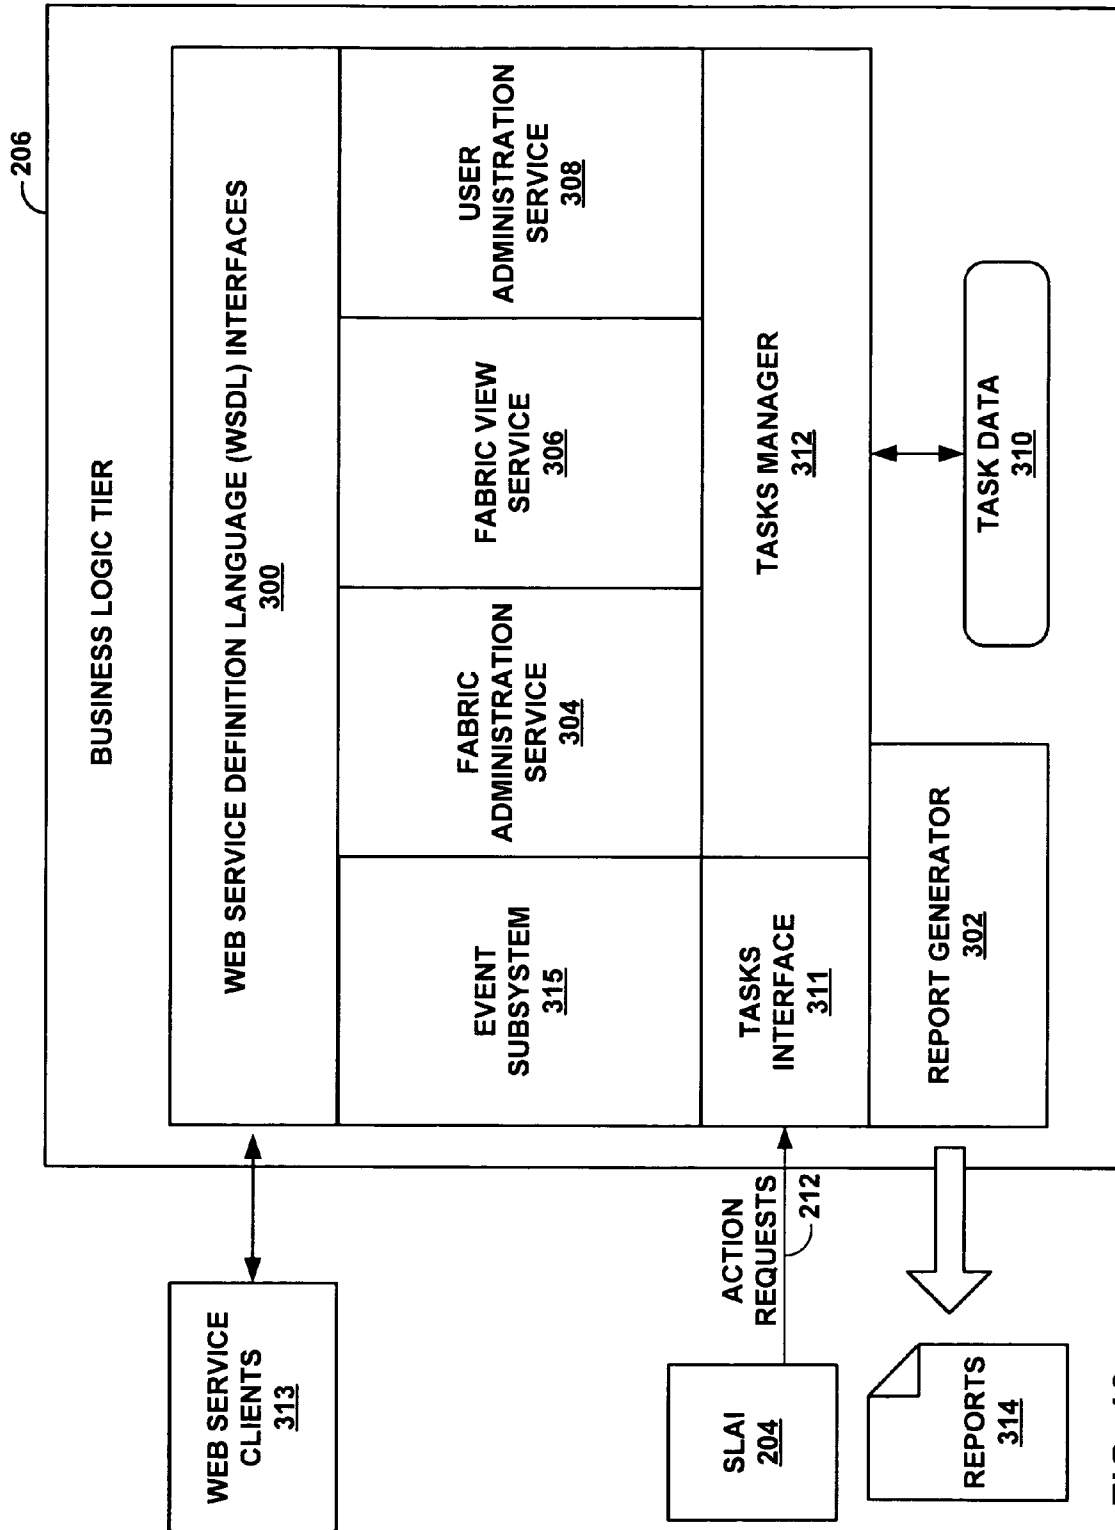 206
BUSINESS LOGIC TIER
WEB SERVICE DEFINITION LANGUAGE (WSDL) INTERFACES
300
WEB SERVICE
CLIENTS
313
EVENT
SUBSYSTEM
315
FABRIC
ADMINISTRATION
SERVICE
304
FABRIC VIEW
SERVICE
306
USER
ADMINISTRATION
SERVICE
308
SLAI
204
ACTION
REQUESTS
212
TASKS
INTERFACE
311
TASKS MANAGER
312
REPORTS
314
REPORT GENERATOR
302
TASK DATA
310